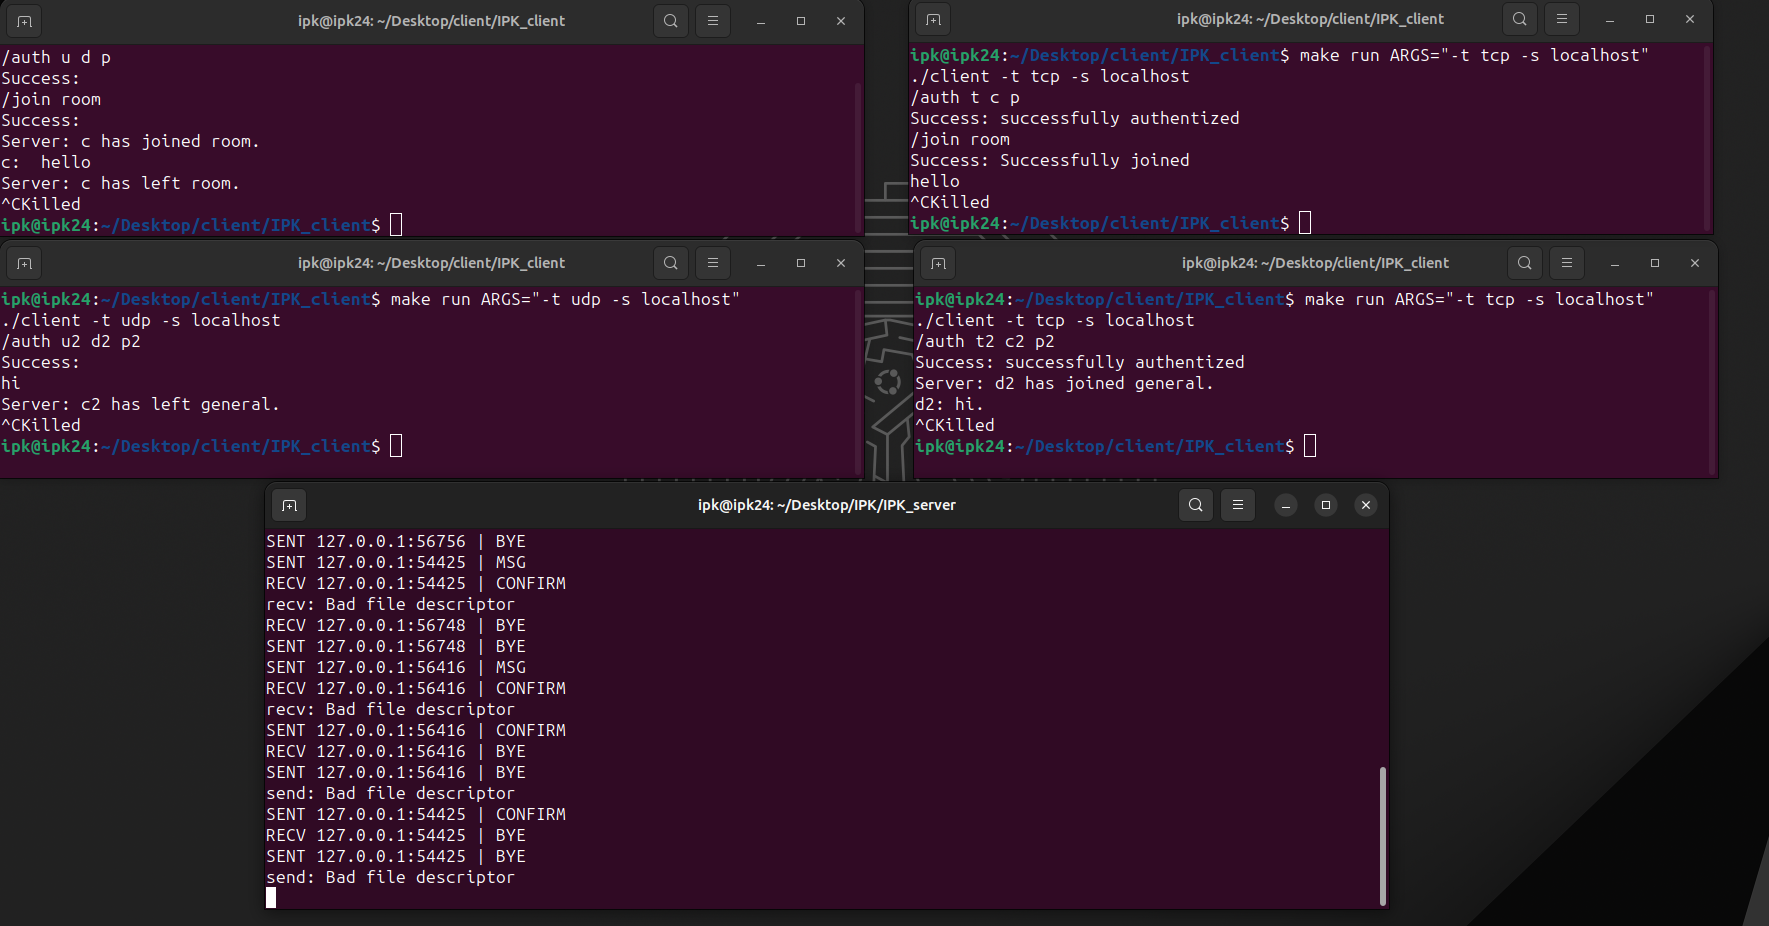 ipk@ipk24: ~/Desktop/client/IPK_client
/auth u d p
Success:
/join room
Success:
Server: c has joined room.
c:  hello
Server: c has left room.
^CKilled
ipk@ipk24:~/Desktop/client/IPK_client$
ipk@ipk24: ~/Desktop/client/IPK_client
ipk@ipk24:~/Desktop/client/IPK_client$ make run ARGS="-t tcp -s localhost"
./client -t tcp -s localhost
/auth t c p
Success: successfully authentized
/join room
Success: Successfully joined
hello
^CKilled
ipk@ipk24:~/Desktop/client/IPK_client$
ipk@ipk24: ~/Desktop/client/IPK_client
ipk@ipk24:~/Desktop/client/IPK_client$ make run ARGS="-t udp -s localhost"
./client -t udp -s localhost
/auth u2 d2 p2
Success:
hi
Server: c2 has left general.
^CKilled
ipk@ipk24:~/Desktop/client/IPK_client$
ipk@ipk24: ~/Desktop/client/IPK_client
ipk@ipk24:~/Desktop/client/IPK_client$ make run ARGS="-t tcp -s localhost"
./client -t tcp -s localhost
/auth t2 c2 p2
Success: successfully authentized
Server: d2 has joined general.
d2: hi.
^CKilled
ipk@ipk24:~/Desktop/client/IPK_client$
ipk@ipk24: ~/Desktop/IPK/IPK_server
SENT 127.0.0.1:56756 | BYE
SENT 127.0.0.1:54425 | MSG
RECV 127.0.0.1:54425 | CONFIRM
recv: Bad file descriptor
RECV 127.0.0.1:56748 | BYE
SENT 127.0.0.1:56748 | BYE
SENT 127.0.0.1:56416 | MSG
RECV 127.0.0.1:56416 | CONFIRM
recv: Bad file descriptor
SENT 127.0.0.1:56416 | CONFIRM
RECV 127.0.0.1:56416 | BYE
SENT 127.0.0.1:56416 | BYE
send: Bad file descriptor
SENT 127.0.0.1:54425 | CONFIRM
RECV 127.0.0.1:54425 | BYE
SENT 127.0.0.1:54425 | BYE
send: Bad file descriptor